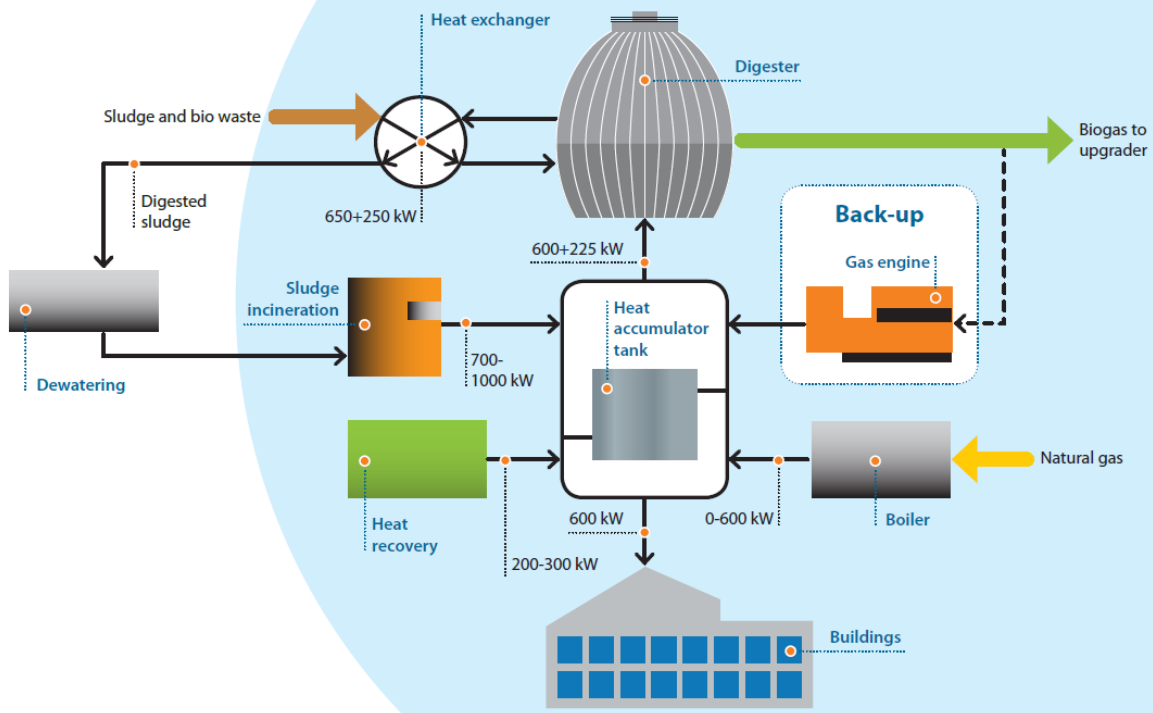 Heat exchanger
Digester
Sludge and bio waste
Biogas to
upgrader
Digested
sludge
650+250 kW
Back-up
600+225 kW
Gas engine
Sludge
incineration
Heat
accumulator
tank
700-
1000 kW
Dewatering
Natural gas
600 kW
0-600 kW
Boiler
Heat
recovery
200-300 kW
Buildings